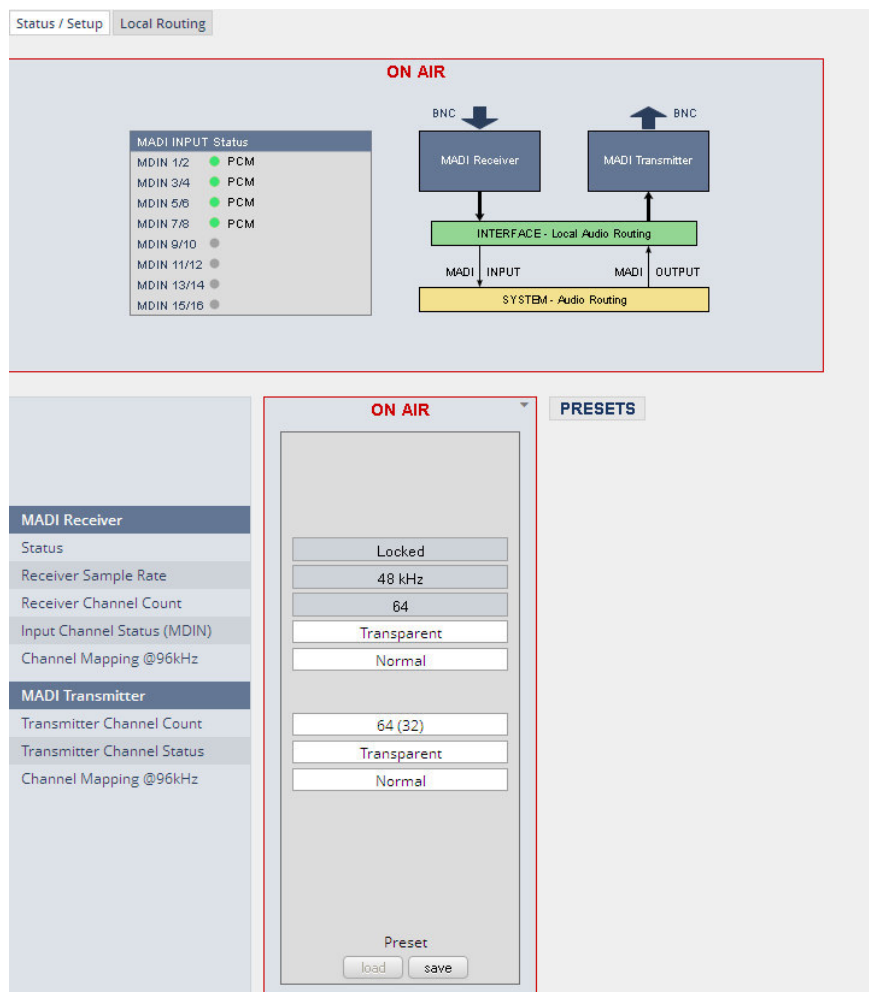 Status / Setup Local Routing
ON AIR
BNC BNC
MADI INPUT Status
MDIN 1/2 PCM
MDIN 3/4 PCM
MDIN 5/6 PCM
MDIN 7/8 PCM
MDIN 9/10
MDIN 11/12
MDIN 13/14
MDIN 15/16
MADI Receiver MADI Transmitter
INTERFACE - Local Audio Routing
MADI INPUT MADI OUTPUT
SYSTEM - Audio Routing
ON AIR
PRESETS
MADI Receiver
Status Locked
Receiver Sample Rate 48 kHz
Receiver Channel Count 64
Input Channel Status (MDIN) Transparent
Channel Mapping @96kHz Normal
MADI Transmitter
Transmitter Channel Count 64 (32)
Transmitter Channel Status Transparent
Channel Mapping @96kHz Normal
Preset
load save